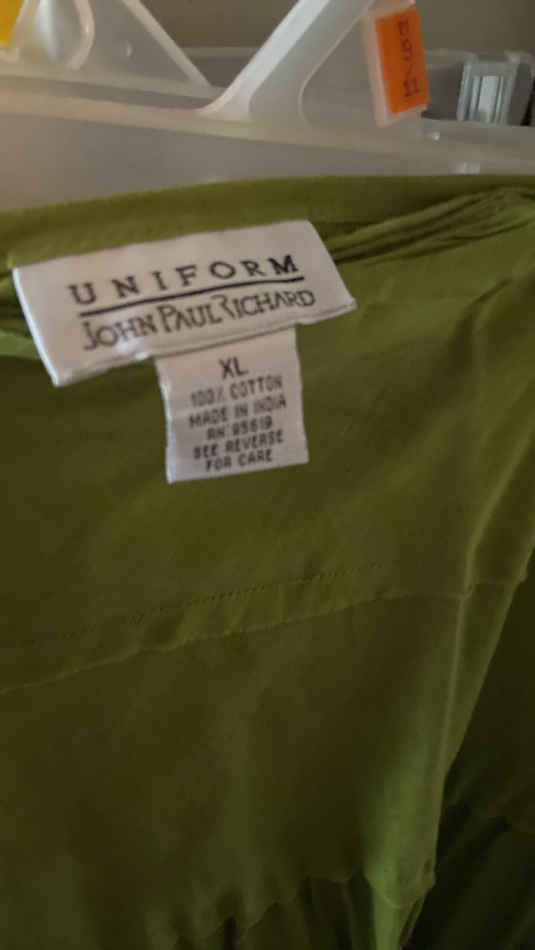 UNIFORM
JOHN PAUL RICHARD
XL
100% COTTON
MADE IN INDIA
RN 95619
SEE REVERSE
FOR CARE